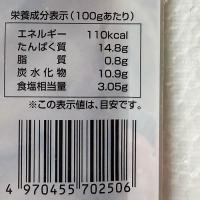 栄養成分表示(100gあたり)
エネルギー 110kcal
たんぱく質 14.8g
脂質 0.8g
炭水化物 10.9g
食塩相当量 3.05g
※この表示値は、目安です。
4 970455 702506